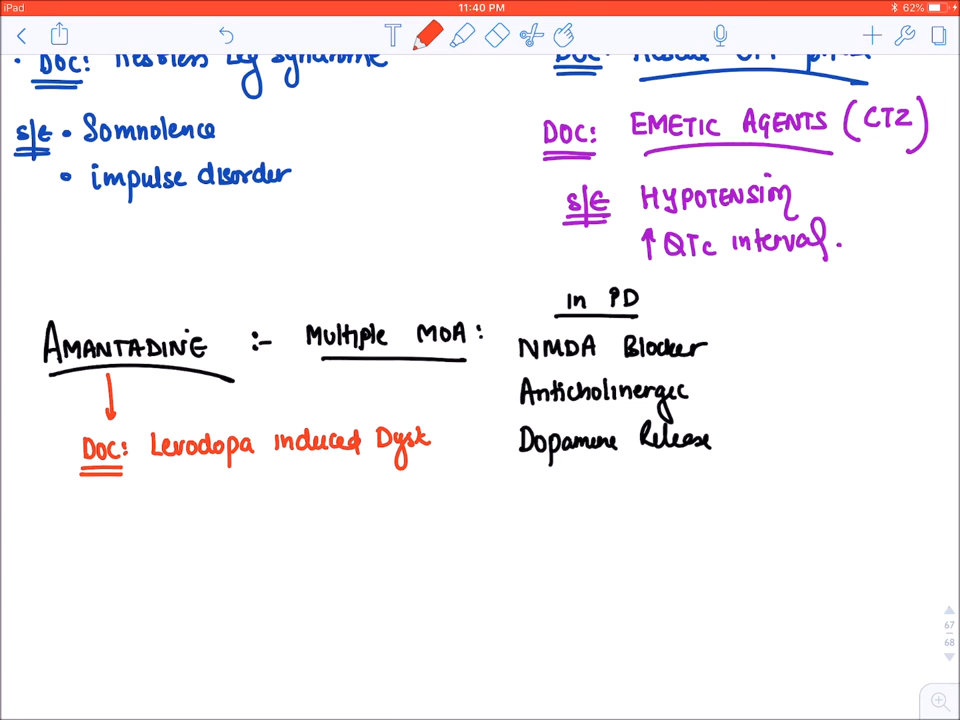 iPad
11:40 PM
62%
T
• DOC: Restless Leg syndrome
S/E • Somnolence
• impulse disorder
DOC:
DOC: EMETIC AGENTS (CTZ)
S/E HYPOTENSION
↑ QTc interval.
AMANTADINE :- Multiple MOA:
in PD
NMDA Blocker
Anticholinergic
Dopamine Release
DOC: Levodopa induced Dysk
67
68